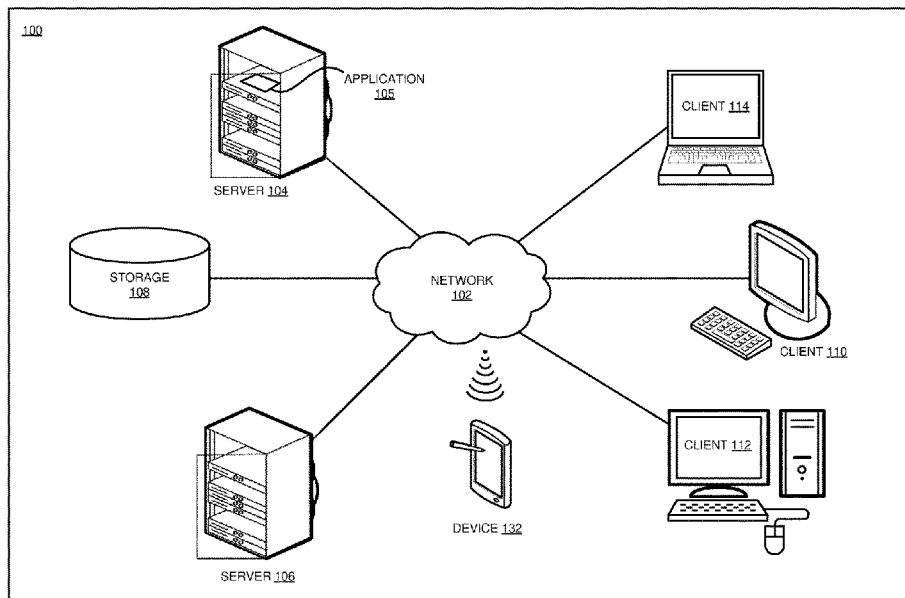 100
APPLICATION
105
CLIENT 114
SERVER 104
STORAGE
108
NETWORK
102
CLIENT 110
CLIENT 112
DEVICE 132
SERVER 106